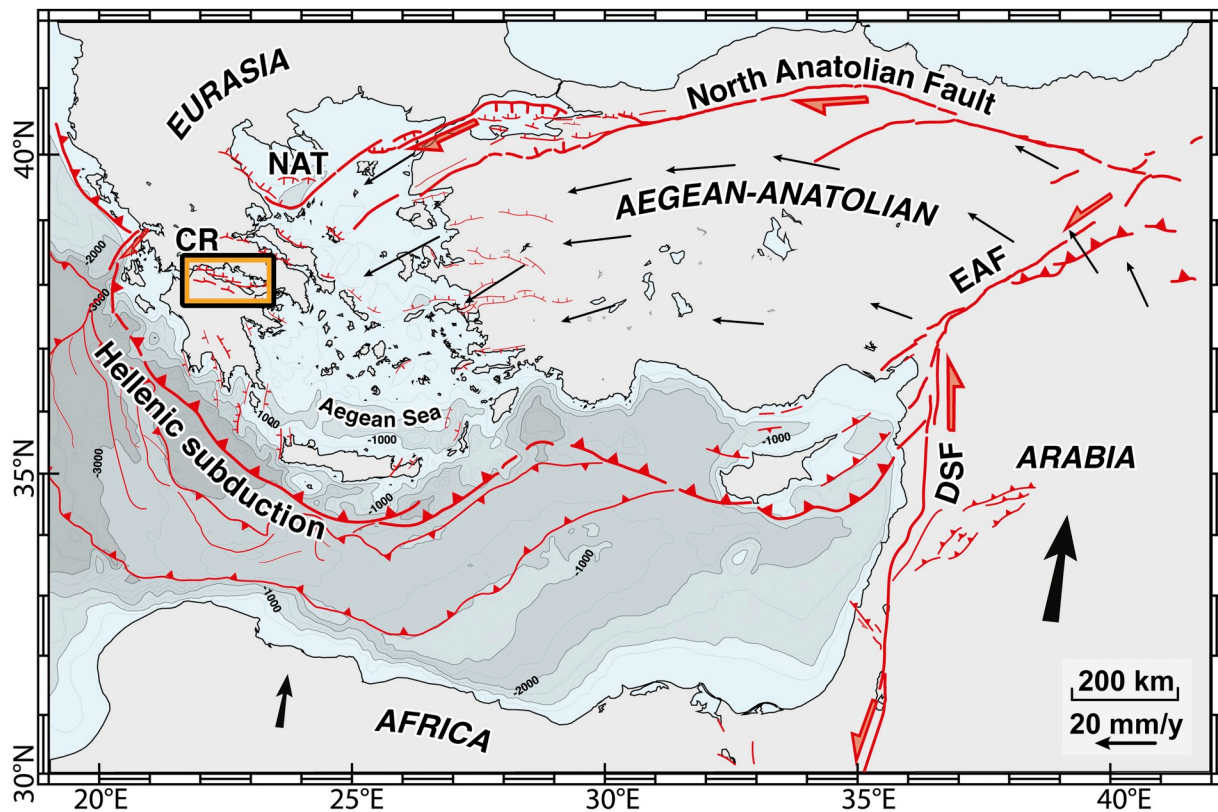 EURASIA
North Anatolian Fault
40°N
NAT
AEGEAN-ANATOLIAN
CR
-2000
-3000
EAF
Hellenic subduction
Aegean Sea
-1000
-1000
-1000
35°N
-3000
ARABIA
DSF
-1000
-1000
-1000
-2000
200 km
20 mm/y
AFRICA
30°N
20°E
25°E
30°E
35°E
40°E